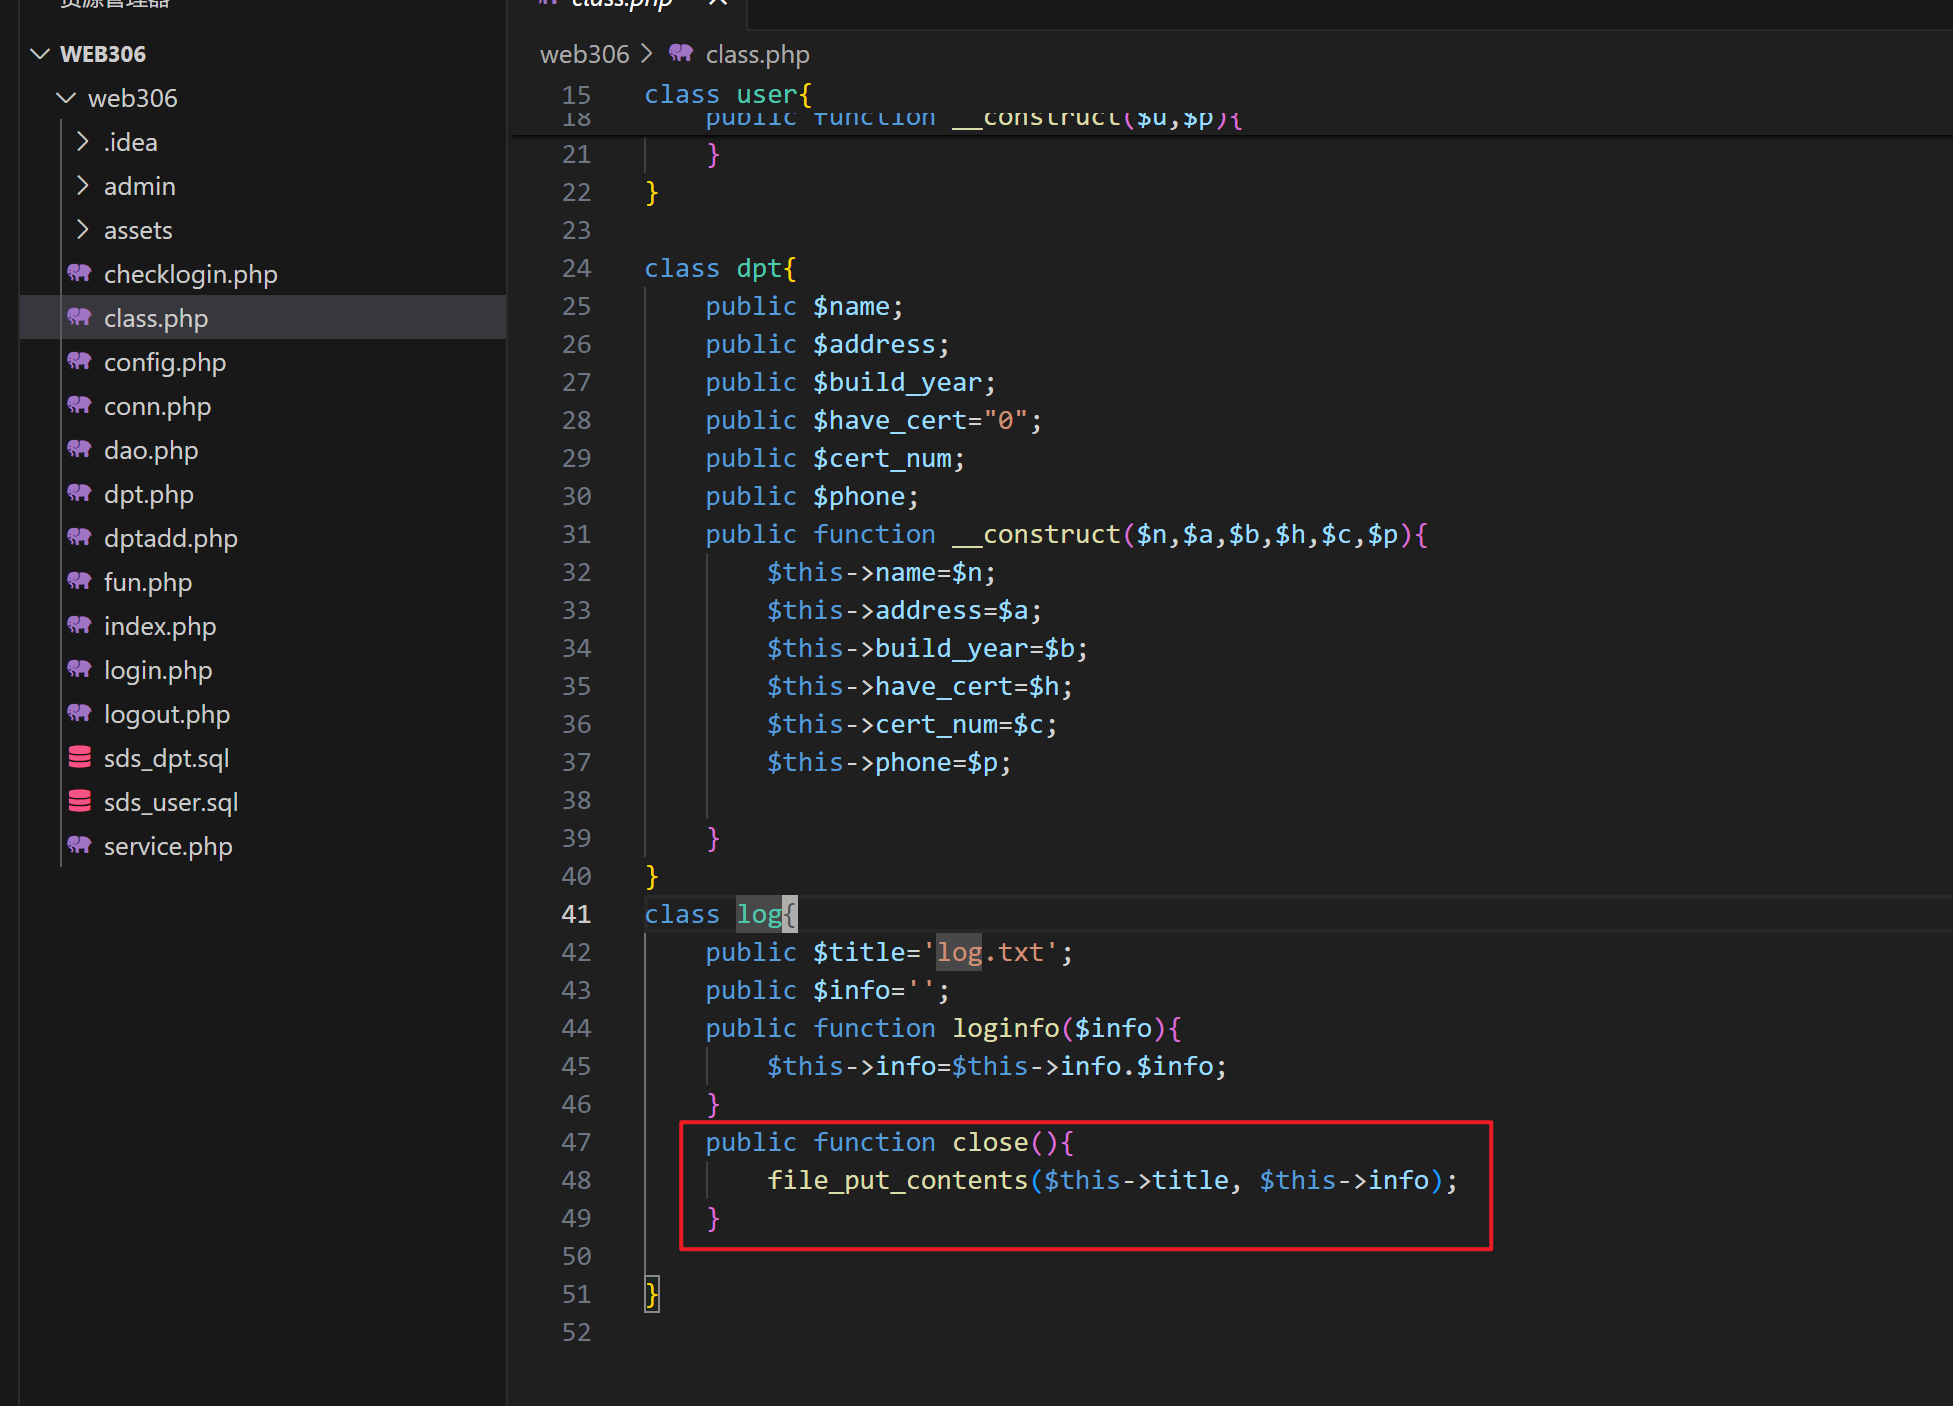 资源管理器
WEB306
web306
.idea
admin
assets
checklogin.php
class.php
config.php
conn.php
dao.php
dpt.php
dptadd.php
fun.php
index.php
login.php
logout.php
sds_dpt.sql
sds_user.sql
service.php
class.php
web306 > class.php
15 class user{
18 public function __construct($u,$p){
21 }
22 }
23
24 class dpt{
25 public $name;
26 public $address;
27 public $build_year;
28 public $have_cert="0";
29 public $cert_num;
30 public $phone;
31 public function __construct($n,$a,$b,$h,$c,$p){
32 $this->name=$n;
33 $this->address=$a;
34 $this->build_year=$b;
35 $this->have_cert=$h;
36 $this->cert_num=$c;
37 $this->phone=$p;
38
39 }
40 }
41 class log{
42 public $title='log.txt';
43 public $info='';
44 public function loginfo($info){
45 $this->info=$this->info.$info;
46 }
47 public function close(){
48 file_put_contents($this->title, $this->info);
49 }
50
51 }
52